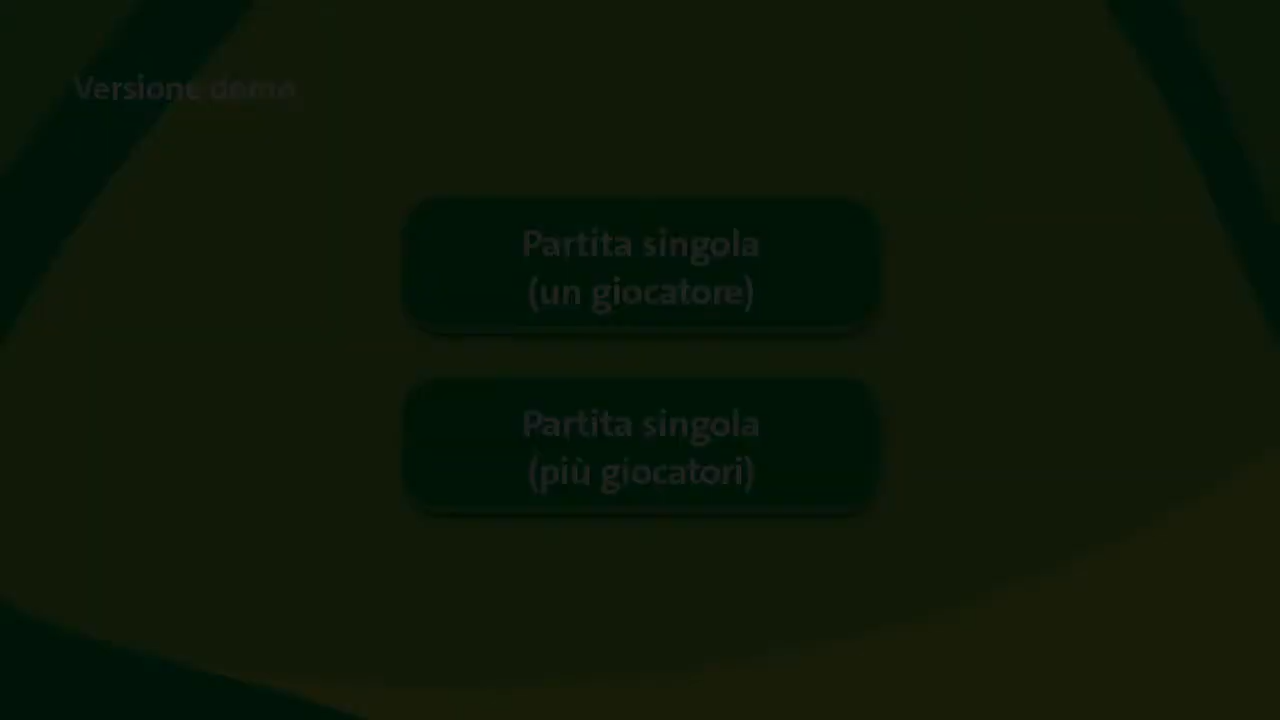 Versione demo
Partita singola
(un giocatore)
Partita singola
(più giocatori)